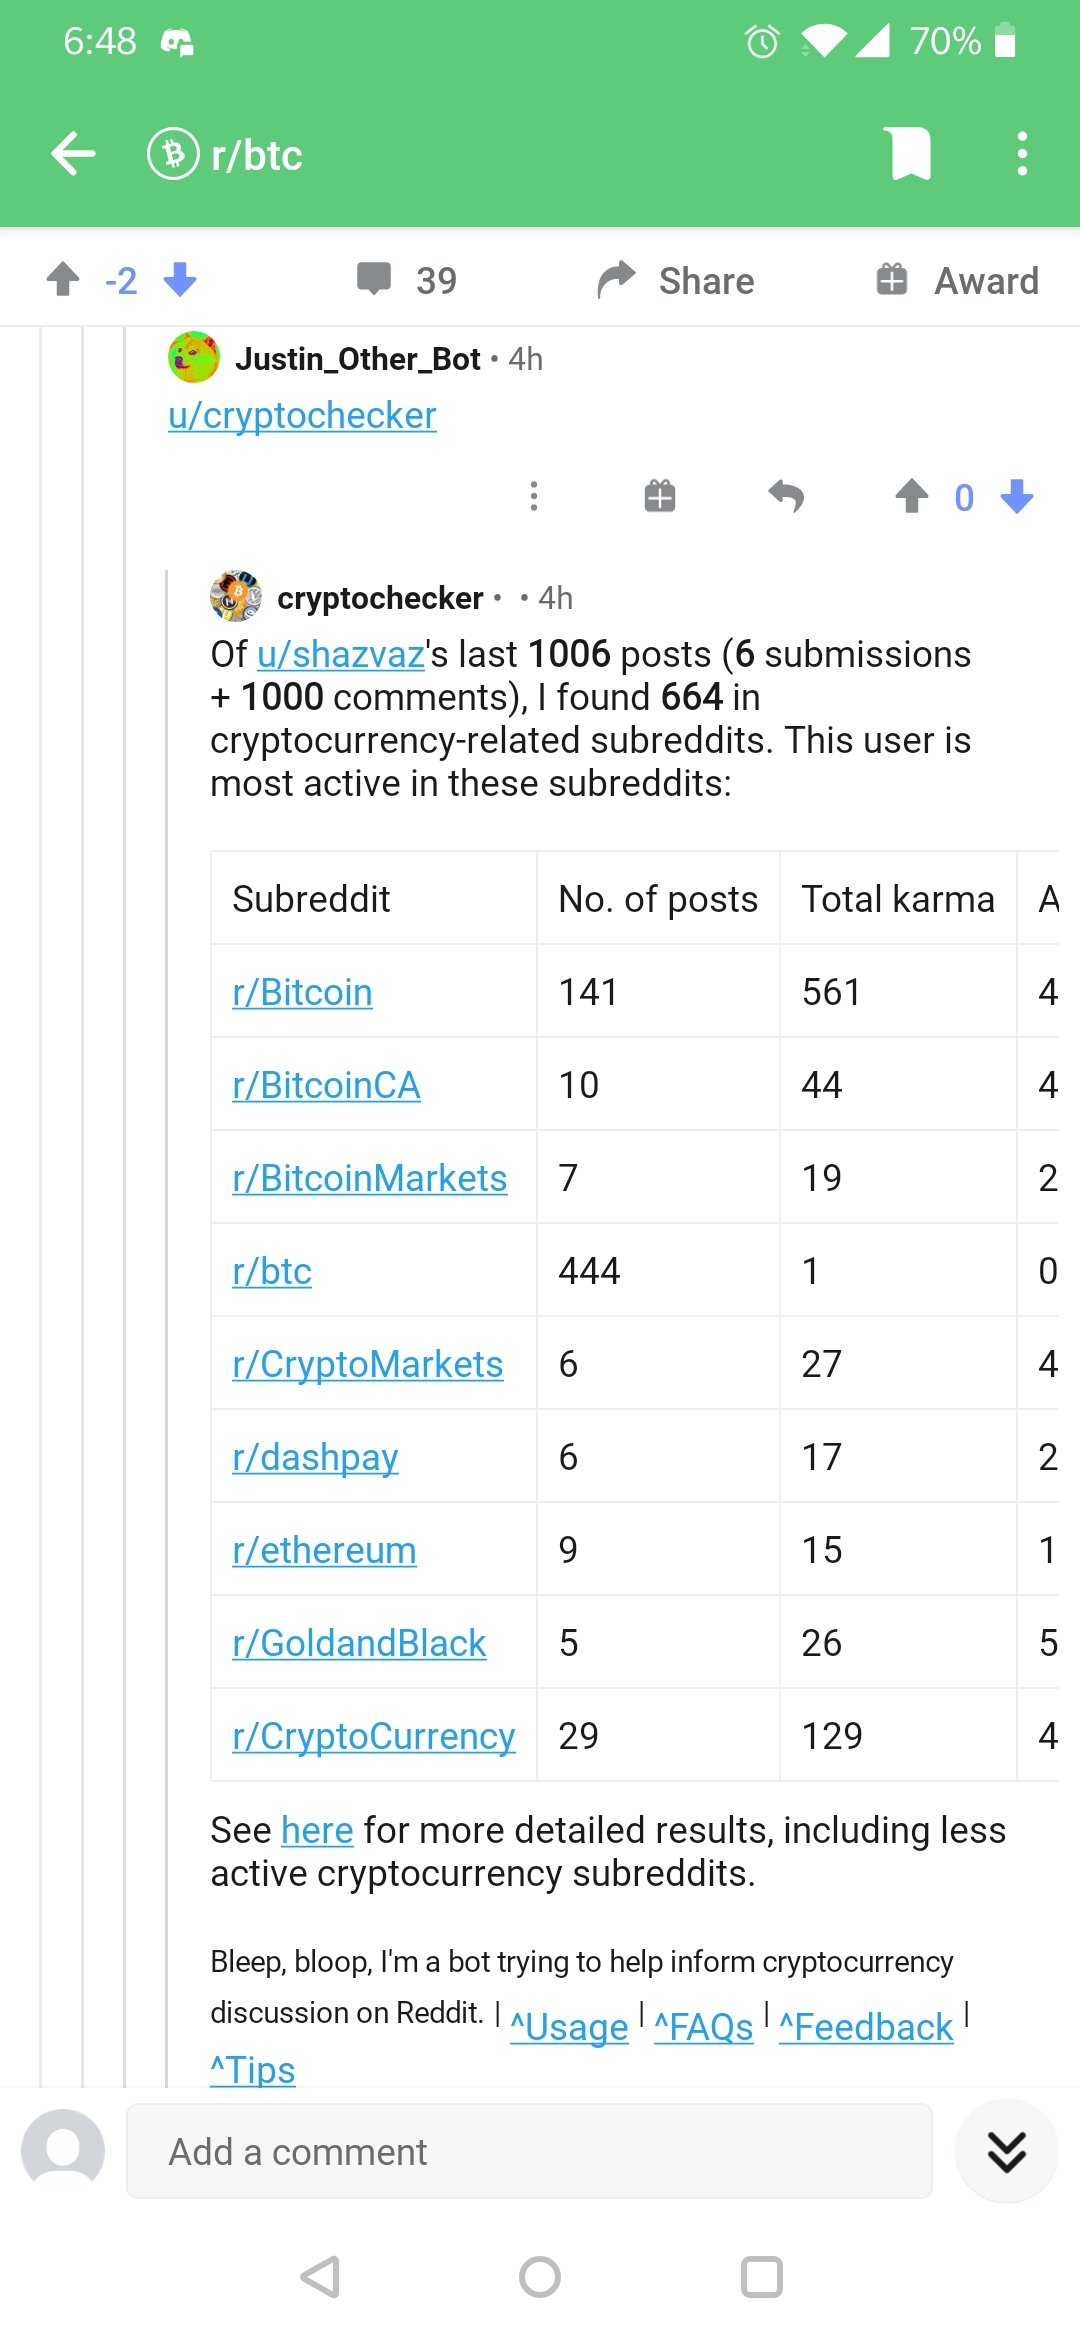 6:48 70%
r/btc
-2 39 Share Award
Justin_Other_Bot • 4h
u/cryptochecker
0
cryptochecker • • 4h
Of u/shazvaz's last 1006 posts (6 submissions
+ 1000 comments), I found 664 in
cryptocurrency-related subreddits. This user is
most active in these subreddits:
Subreddit No. of posts Total karma A
r/Bitcoin 141 561 4
r/BitcoinCA 10 44 4
r/BitcoinMarkets 7 19 2
r/btc 444 1 0
r/CryptoMarkets 6 27 4
r/dashpay 6 17 2
r/ethereum 9 15 1
r/GoldandBlack 5 26 5
r/CryptoCurrency 29 129 4
See here for more detailed results, including less
active cryptocurrency subreddits.
Bleep, bloop, I'm a bot trying to help inform cryptocurrency
discussion on Reddit. | ^Usage | ^FAQs | ^Feedback |
^Tips
Add a comment